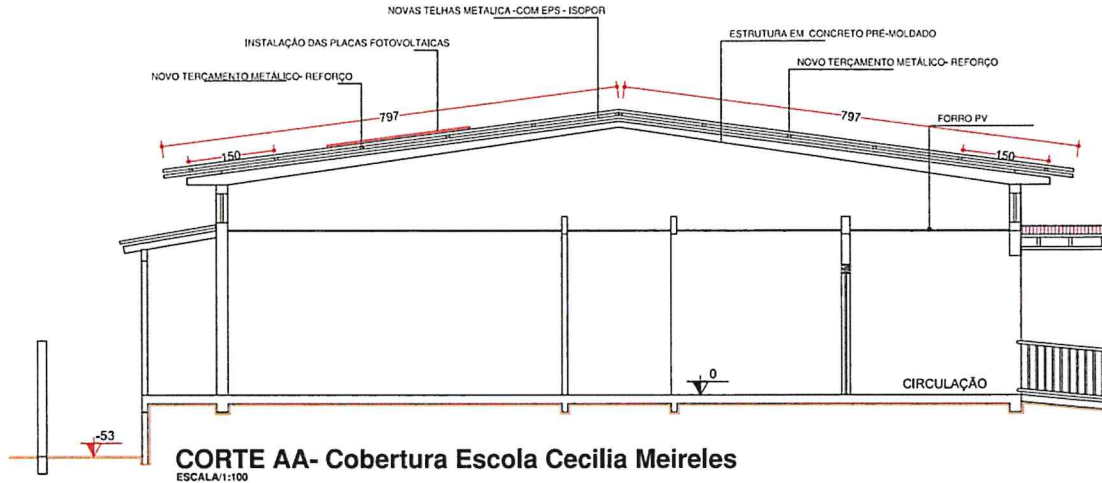 NOVAS TELHAS METALICA -COM EPS - ISOPOR
ESTRUTURA EM CONCRETO PRÉ-MOLDADO
INSTALAÇÃO DAS PLACAS FOTOVOLTAICAS
NOVO TERÇAMENTO METÁLICO- REFORÇO
NOVO TERÇAMENTO METÁLICO- REFORÇO
797
797
FORRO PV
150
150
0
CIRCULAÇÃO
-53
CORTE AA- Cobertura Escola Cecilia Meireles
ESCALA/1:100